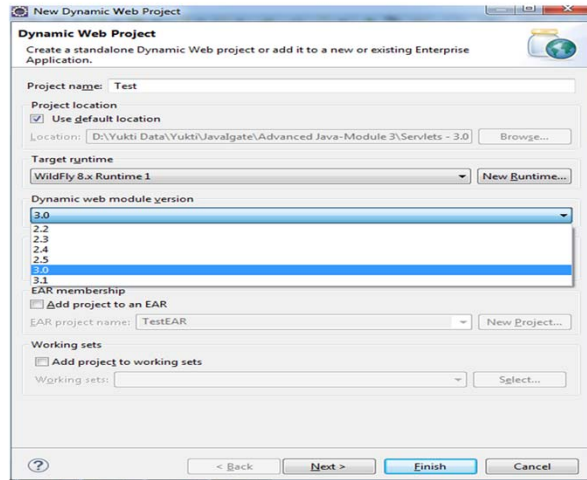 New Dynamic Web Project
Dynamic Web Project
Create a standalone Dynamic Web project or add it to a new or existing Enterprise
Application.
Project name: Test
Project location
Use default location
Location: D:\Yukti Data\Yukti\JavaIgate\Advanced Java-Module 3\Servlets - 3.0 Browse...
Target runtime
WildFly 8.x Runtime 1 New Runtime...
Dynamic web module version
3.0
2.2
2.3
2.4
2.5
3.0
3.1
EAR membership
Add project to an EAR
EAR project name: TestEAR New Project...
Working sets
Add project to working sets
Working sets: Select...
? < Back Next > Finish Cancel